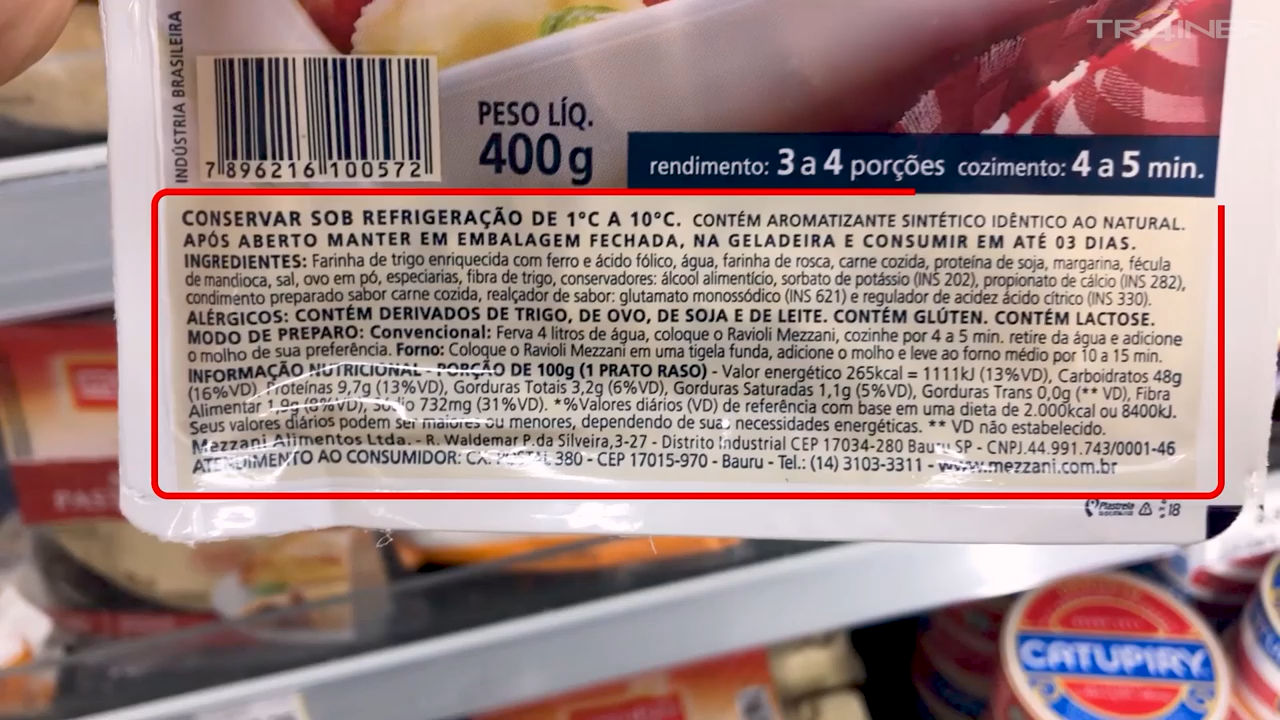 TR4INER
INDÚSTRIA BRASILEIRA
7 896216 100572
PESO LÍQ.
400g
rendimento: 3 a 4 porções cozimento: 4 a 5 min.
CONSERVAR SOB REFRIGERAÇÃO DE 1°C A 10°C. CONTÉM AROMATIZANTE SINTÉTICO IDÊNTICO AO NATURAL.
APÓS ABERTO MANTER EM EMBALAGEM FECHADA, NA GELADEIRA E CONSUMIR EM ATÉ 03 DIAS.
INGREDIENTES: Farinha de trigo enriquecida com ferro e ácido fólico, água, farinha de rosca, carne cozida, proteína de soja, margarina, fécula
de mandioca, sal, ovo em pó, especiarias, fibra de trigo, conservadores: álcool alimentício, sorbato de potássio (INS 202), propionato de cálcio (INS 282),
condimento preparado sabor carne cozida, realçador de sabor: glutamato monossódico (INS 621) e regulador de acidez ácido cítrico (INS 330).
ALÉRGICOS: CONTÉM DERIVADOS DE TRIGO, DE OVO, DE SOJA E DE LEITE. CONTÉM GLÚTEN. CONTÉM LACTOSE.
MODO DE PREPARO: Convencional: Ferva 4 litros de água, coloque o Ravioli Mezzani, cozinhe por 4 a 5 min. retire da água e adicione
o molho de sua preferência. Forno: Coloque o Ravioli Mezzani em uma tigela funda, adicione o molho e leve ao forno médio por 10 a 15 min.
INFORMAÇÃO NUTRICIONAL - PORÇÃO DE 100g (1 PRATO RASO) - Valor energético 265kcal = 1111kJ (13%VD), Carboidratos 48g
(16%VD), Proteínas 9,7g (13%VD), Gorduras Totais 3,2g (6%VD), Gorduras Saturadas 1,1g (5%VD), Gorduras Trans 0,0g (** VD), Fibra
Alimentar 1,9g (8%VD), Sódio 732mg (31%VD). *%Valores diários (VD) de referência com base em uma dieta de 2.000kcal ou 8400kJ.
Seus valores diários podem ser maiores ou menores, dependendo de suas necessidades energéticas. ** VD não estabelecido.
Mezzani Alimentos Ltda. - R. Waldemar P.da Silveira,3-27 - Distrito Industrial CEP 17034-280 Bauru SP - CNPJ.44.991.743/0001-46
ATENDIMENTO AO CONSUMIDOR: CX. POSTAL 380 - CEP 17015-970 - Bauru - Tel.: (14) 3103-3311 - www.mezzani.com.br
Plastrela
18
CATUPIRY